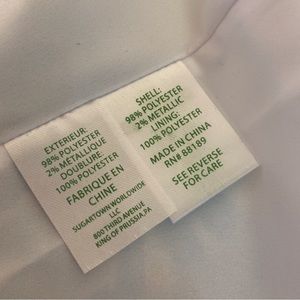 EXTERIEUR:
98% POLYESTER
2% METALLIQUE
DOUBLURE:
100% POLYESTER
FABRIQUE EN
CHINE
SUGARTOWN WORLDWIDE
LLC
800 THIRD AVENUE
KING OF PRUSSIA,PA
SHELL:
98% POLYESTER
2% METALLIC
LINING:
100% POLYESTER
MADE IN CHINA
RN# 88189
SEE REVERSE
FOR CARE